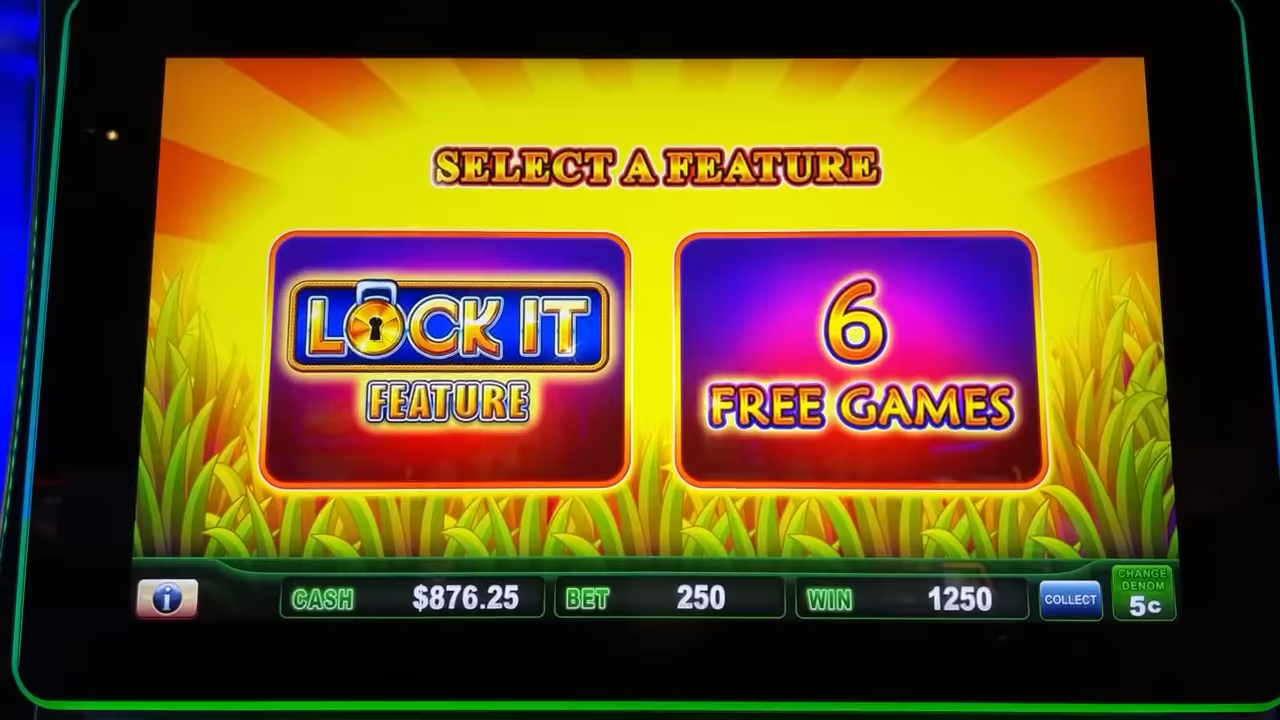 SELECT A FEATURE
LOCK IT
FEATURE
6
FREE GAMES
i
CASH $876.25 BET 250 WIN 1250 COLLECT
CHANGE
DENOM
5c